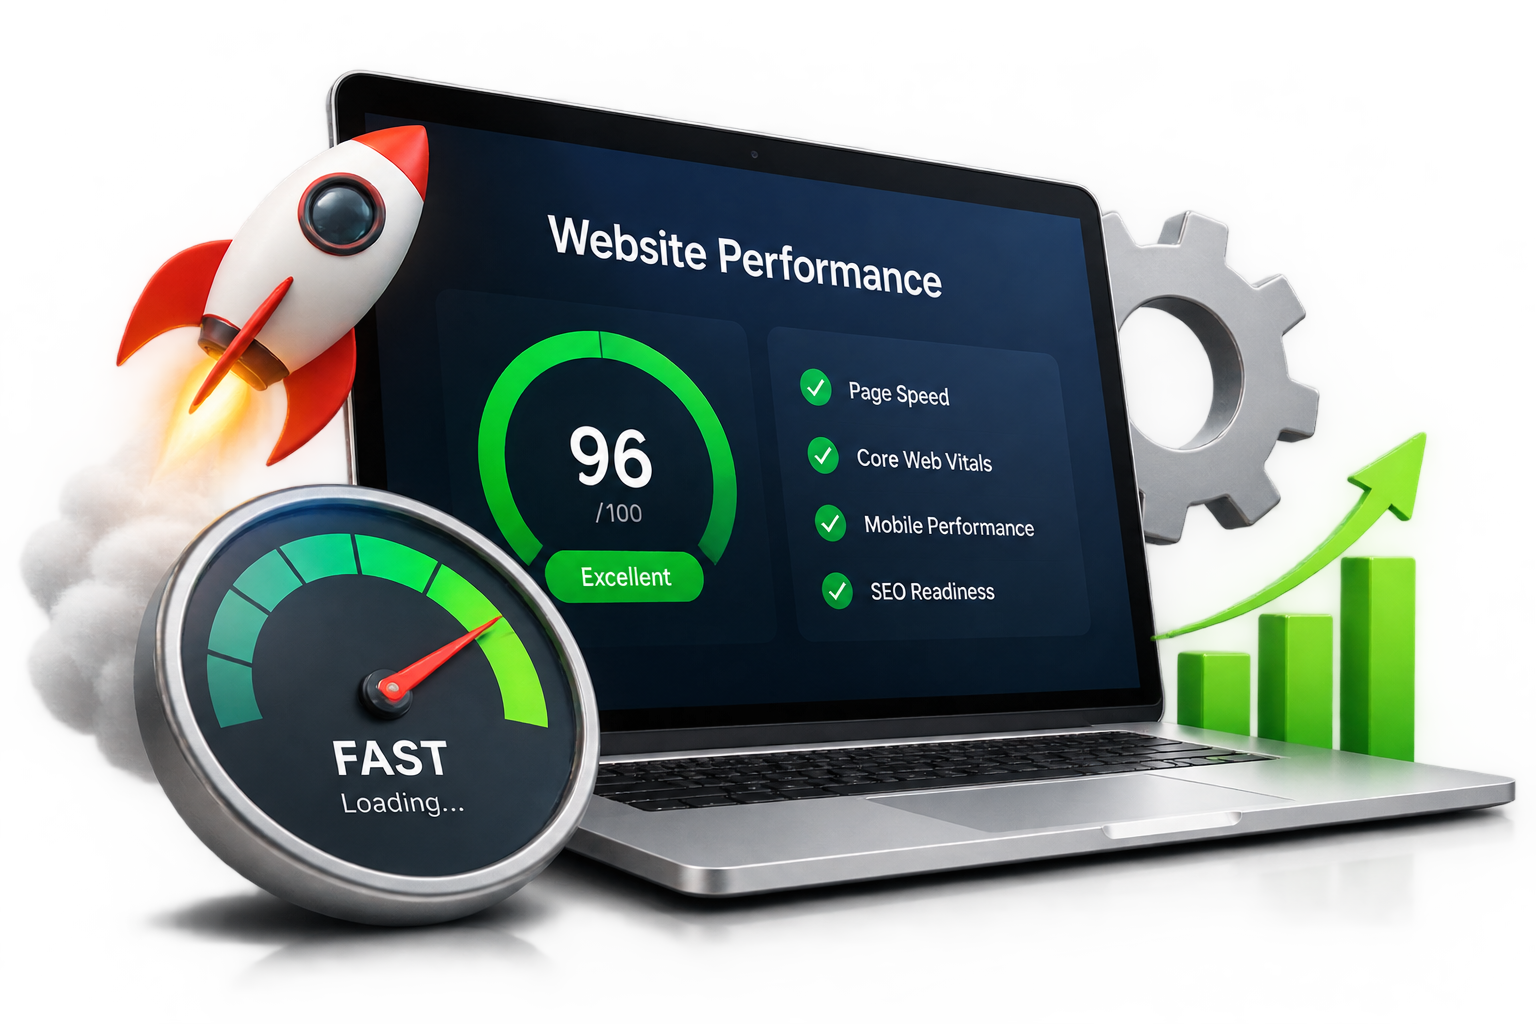 Website Performance
96
/100
Excellent
Page Speed
Core Web Vitals
Mobile Performance
SEO Readiness
FAST
Loading...